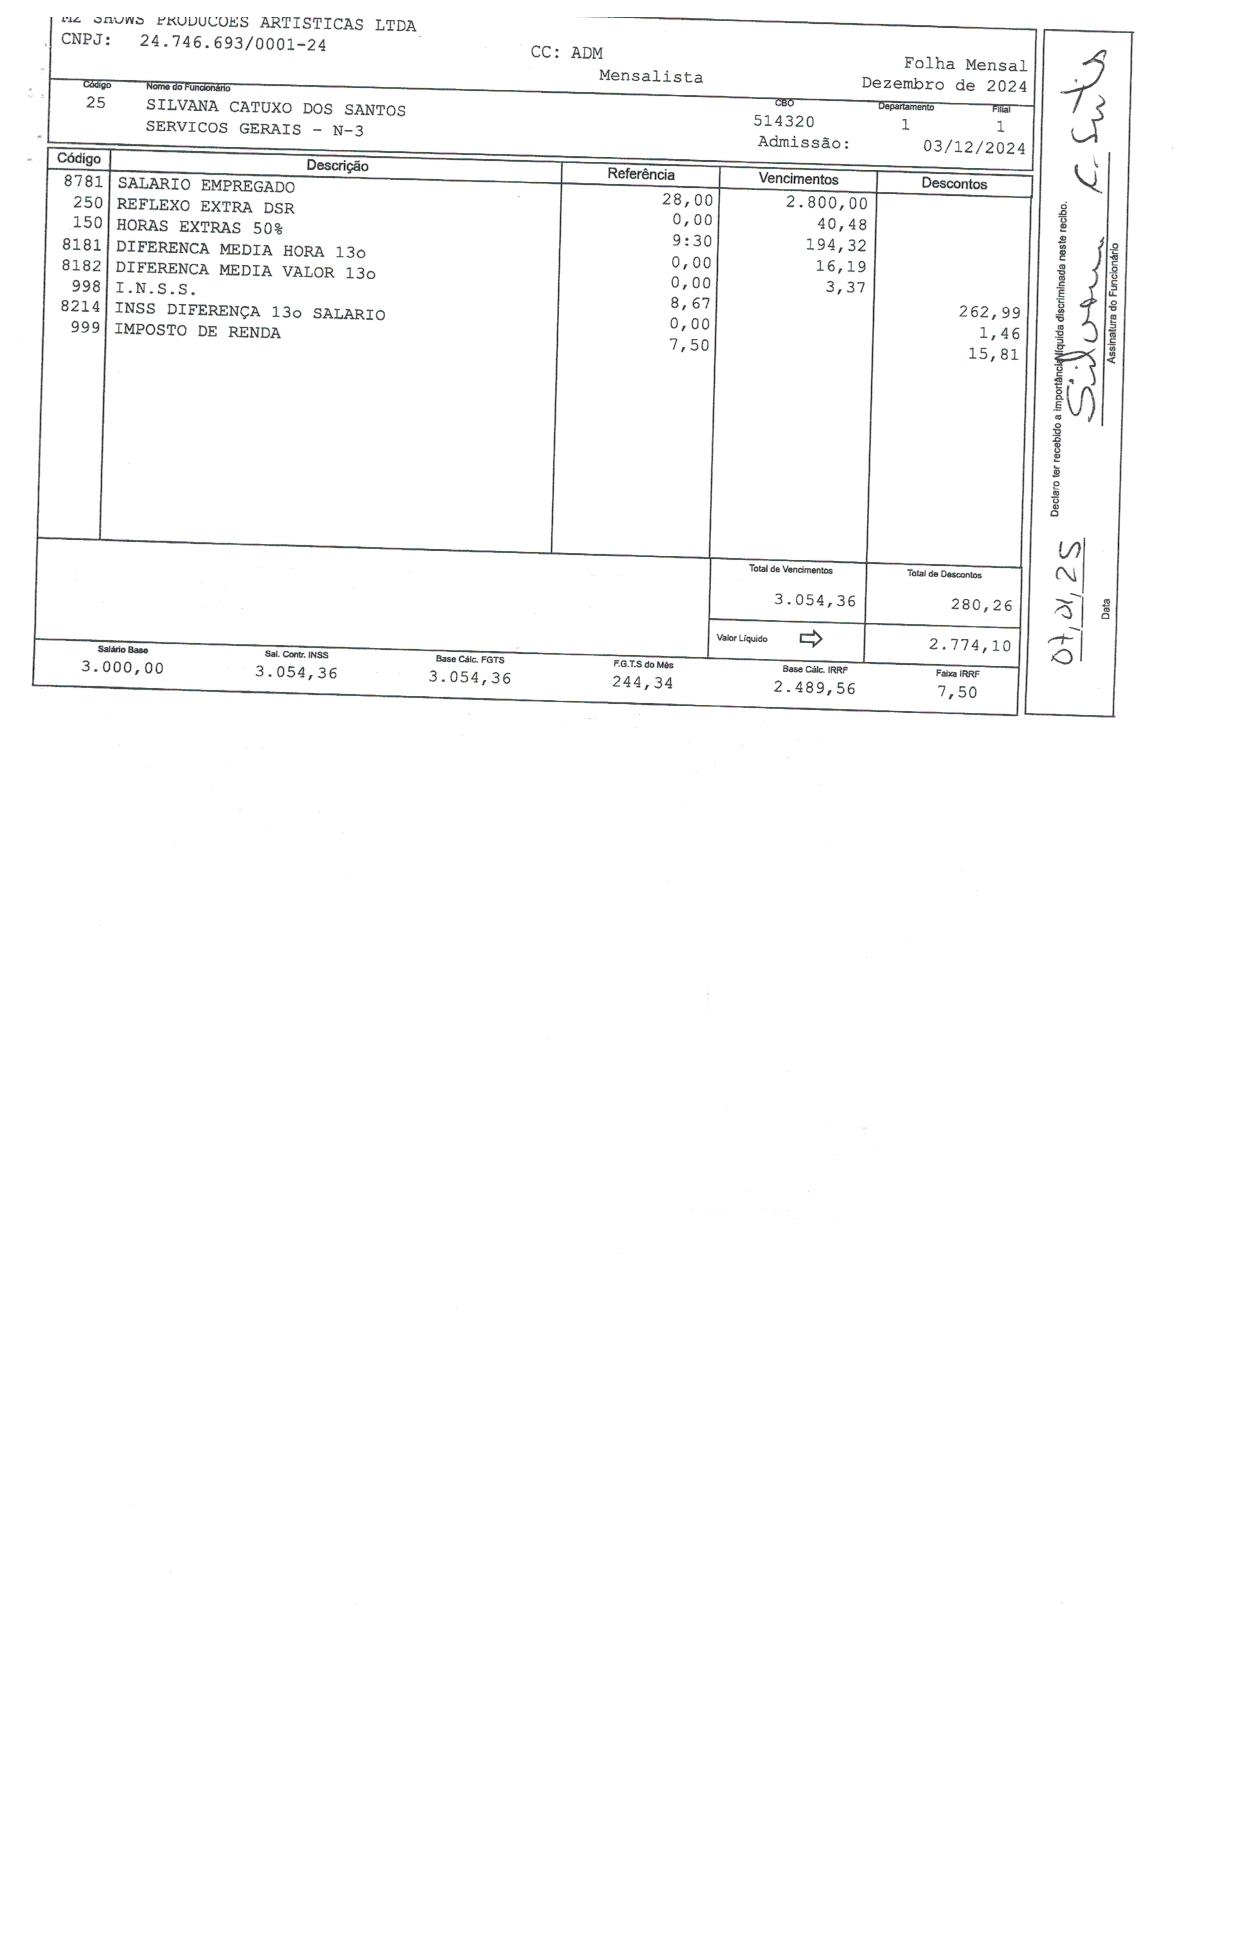 MZ SHOWS PRODUCOES ARTISTICAS LTDA
CNPJ: 24.746.693/0001-24
CC: ADM
Folha Mensal
Mensalista
Dezembro de 2024
Código Nome do Funcionário CBO Departamento Filial
25 SILVANA CATUXO DOS SANTOS 514320 1 1
SERVICOS GERAIS - N-3 Admissão: 03/12/2024
Código Descrição Referência Vencimentos Descontos
8781 SALARIO EMPREGADO 28,00 2.800,00
250 REFLEXO EXTRA DSR 0,00 40,48
150 HORAS EXTRAS 50% 9:30 194,32
8181 DIFERENCA MEDIA HORA 13o 0,00 16,19
8182 DIFERENCA MEDIA VALOR 13o 0,00 3,37
998 I.N.S.S. 8,67 262,99
8214 INSS DIFERENÇA 13o SALARIO 0,00 1,46
999 IMPOSTO DE RENDA 7,50 15,81
Total de Vencimentos Total de Descontos
3.054,36 280,26
Valor Líquido 2.774,10
Salário Base Sal. Contr. INSS Base Cálc. FGTS F.G.T.S do Mês Base Cálc. IRRF Faixa IRRF
3.000,00 3.054,36 3.054,36 244,34 2.489,56 7,50
Declaro ter recebido a importância líquida discriminada neste recibo.
07,01,25 Silvana C. Santos
Data Assinatura do Funcionário